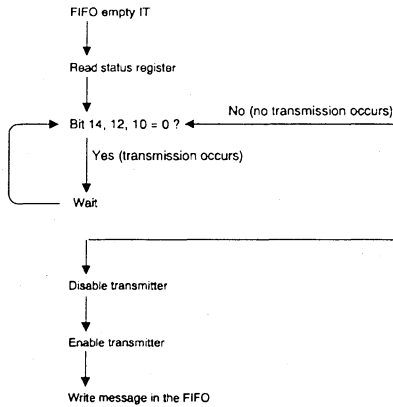 FIFO empty IT
Read status register
No (no transmission occurs)
Bit 14, 12, 10 = 0 ?
Yes (transmission occurs)
Wait
Disable transmitter
Enable transmitter
Write message in the FIFO